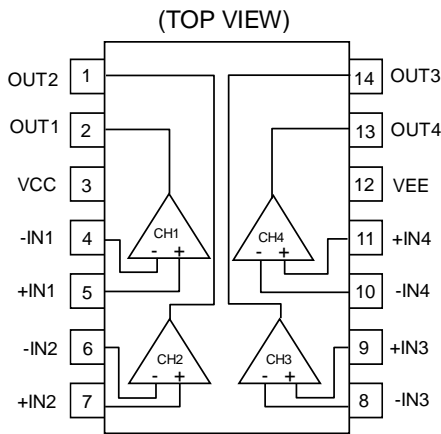 (TOP VIEW)
OUT2 1 14 OUT3
OUT1 2 13 OUT4
VCC 3 12 VEE
CH1 CH4
-IN1 4 - + - + 11 +IN4
+IN1 5 10 -IN4
-IN2 6 9 +IN3
CH2 CH3
- + - +
+IN2 7 8 -IN3